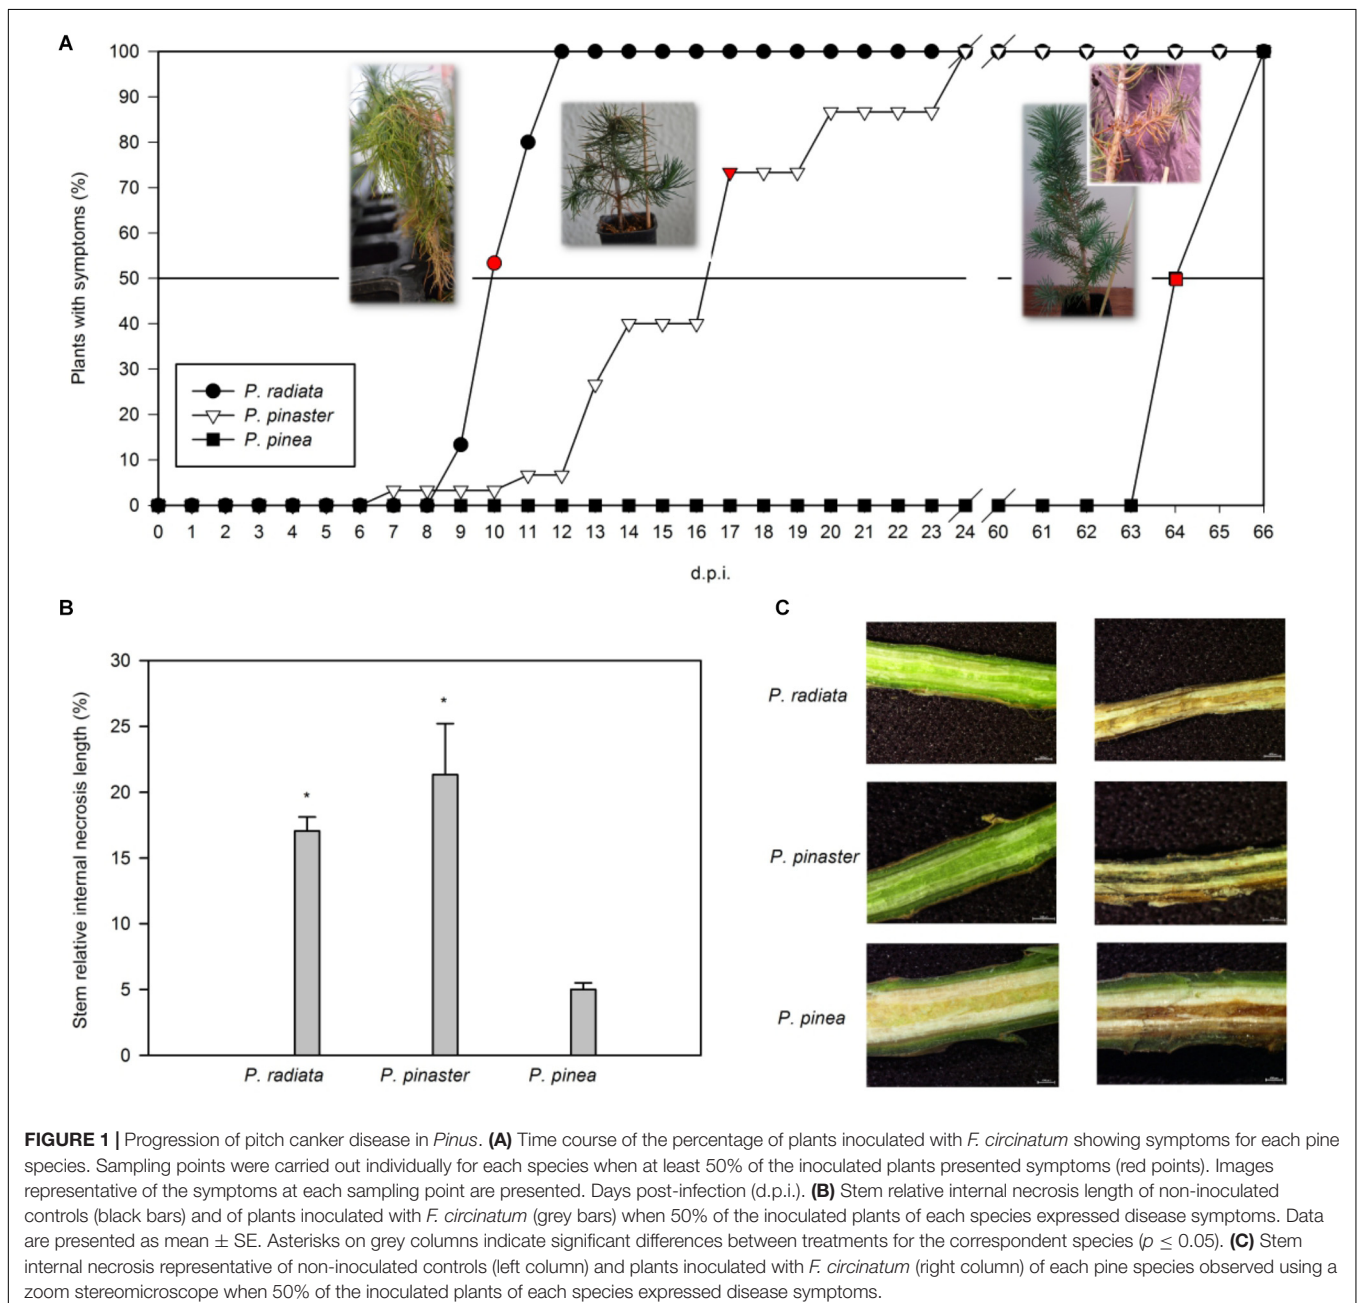 A
100
90
80
70
60
50
40
30
20
10
0
Plants with symptoms (%)
P. radiata
P. pinaster
P. pinea
0 1 2 3 4 5 6 7 8 9 10 11 12 13 14 15 16 17 18 19 20 21 22 23 24 60 61 62 63 64 65 66
d.p.i.
B
30
25
20
15
10
5
0
Stem relative internal necrosis length (%)
*
*
P. radiata P. pinaster P. pinea
C
P. radiata
P. pinaster
P. pinea
FIGURE 1 | Progression of pitch canker disease in Pinus. (A) Time course of the percentage of plants inoculated with F. circinatum showing symptoms for each pine
species. Sampling points were carried out individually for each species when at least 50% of the inoculated plants presented symptoms (red points). Images
representative of the symptoms at each sampling point are presented. Days post-infection (d.p.i.). (B) Stem relative internal necrosis length of non-inoculated
controls (black bars) and of plants inoculated with F. circinatum (grey bars) when 50% of the inoculated plants of each species expressed disease symptoms. Data
are presented as mean ± SE. Asterisks on grey columns indicate significant differences between treatments for the correspondent species (p ≤ 0.05). (C) Stem
internal necrosis representative of non-inoculated controls (left column) and plants inoculated with F. circinatum (right column) of each pine species observed using a
zoom stereomicroscope when 50% of the inoculated plants of each species expressed disease symptoms.